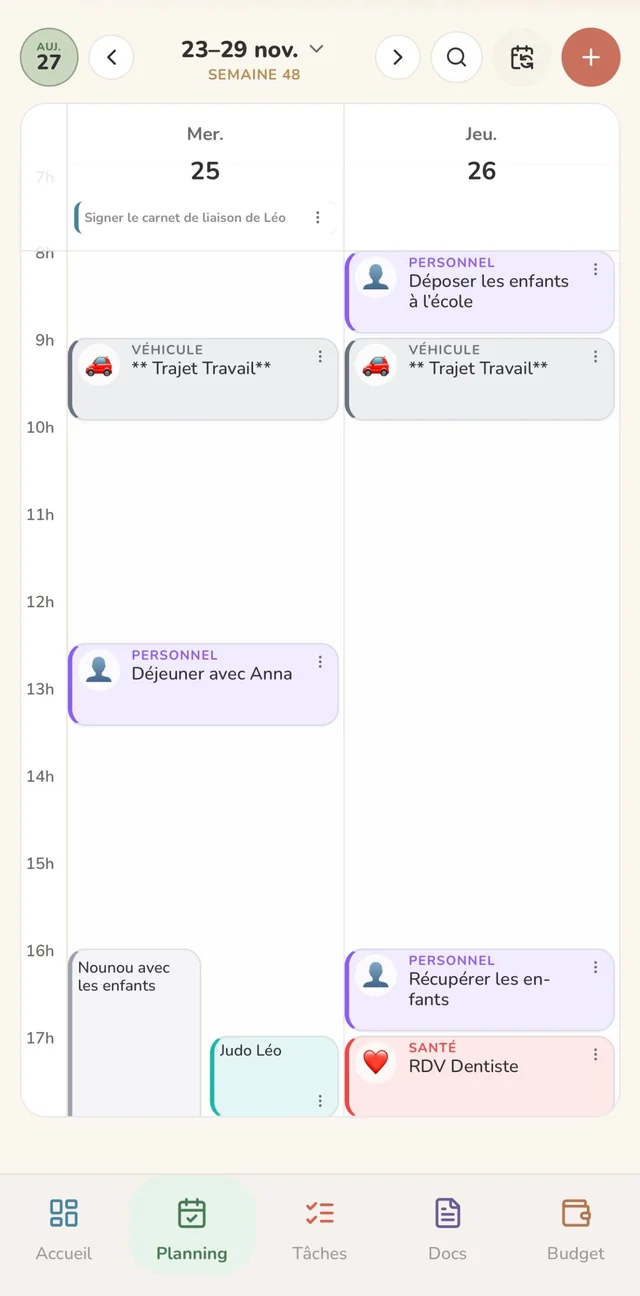 AUJ.
27
23–29 nov.
SEMAINE 48
Mer.
25
Jeu.
26
7h
Signer le carnet de liaison de Léo
8h
PERSONNEL
Déposer les enfants
à l'école
9h
VÉHICULE
** Trajet Travail**
VÉHICULE
** Trajet Travail**
10h
11h
12h
PERSONNEL
Déjeuner avec Anna
13h
14h
15h
16h
Nounou avec
les enfants
PERSONNEL
Récupérer les en-
fants
17h
Judo Léo
SANTÉ
RDV Dentiste
Accueil
Planning
Tâches
Docs
Budget